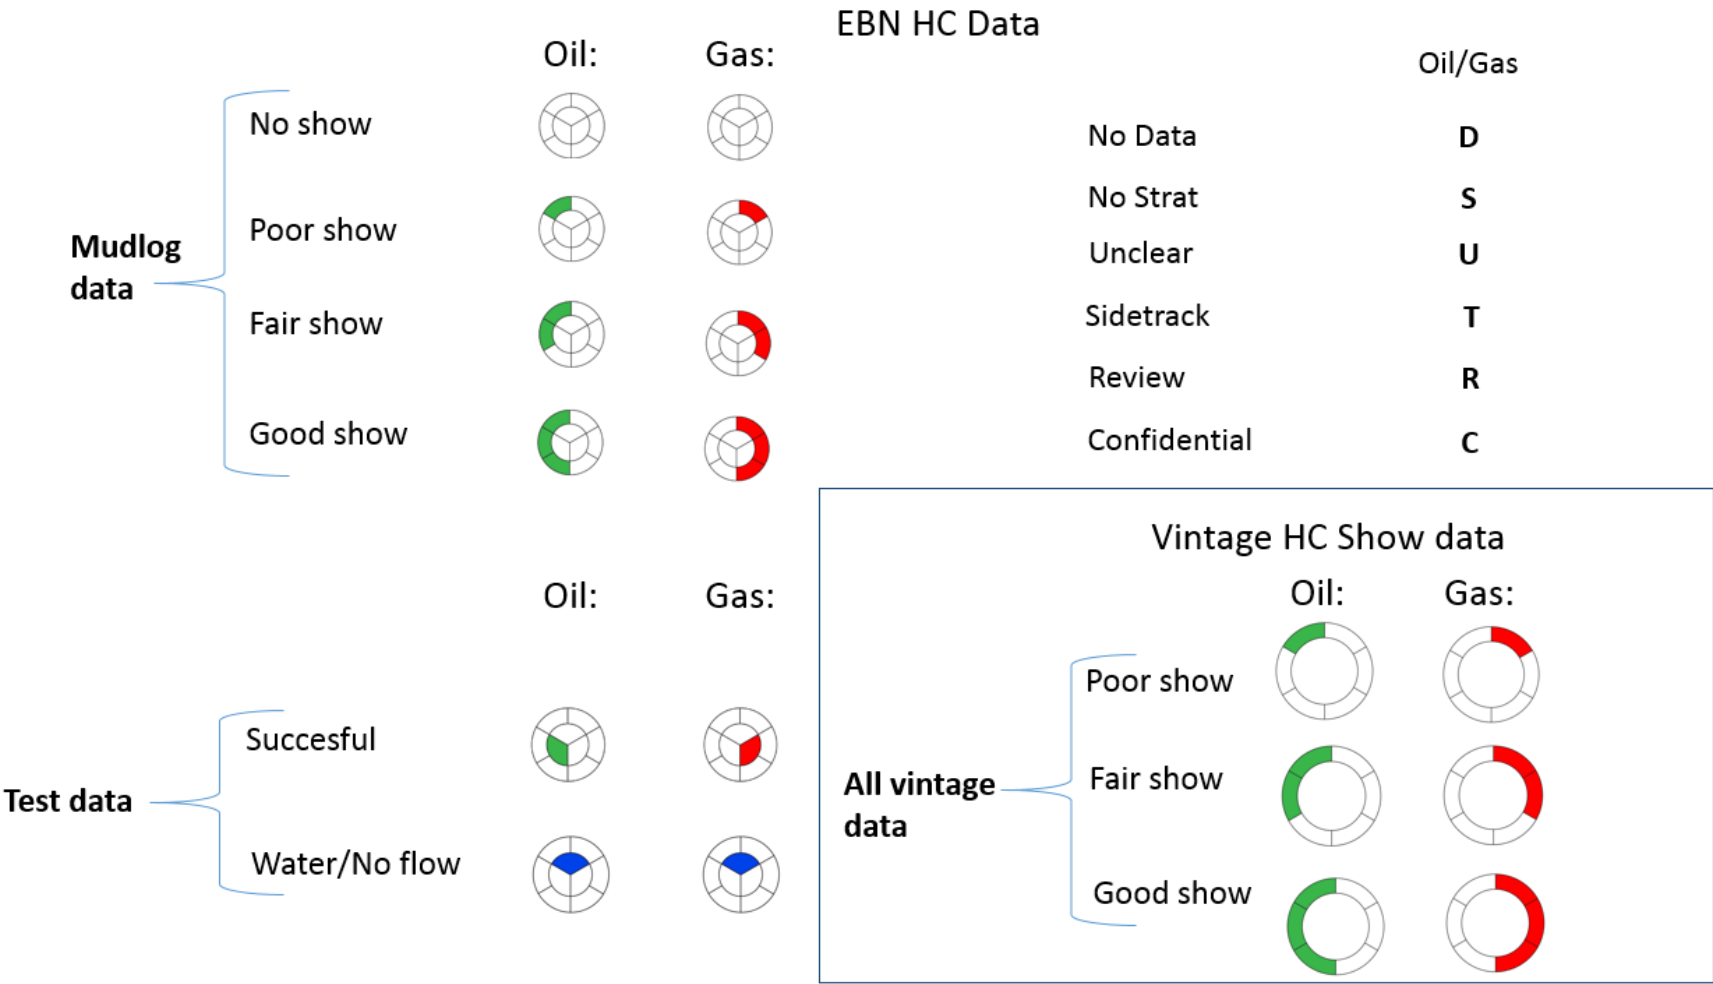 EBN HC Data
Oil: Gas:
No show
Poor show
Mudlog
data
Fair show
Good show
Oil/Gas
No Data D
No Strat S
Unclear U
Sidetrack T
Review R
Confidential C
Oil: Gas:
Succesful
Test data
Water/No flow
Vintage HC Show data
Oil: Gas:
Poor show
All vintage
data
Fair show
Good show